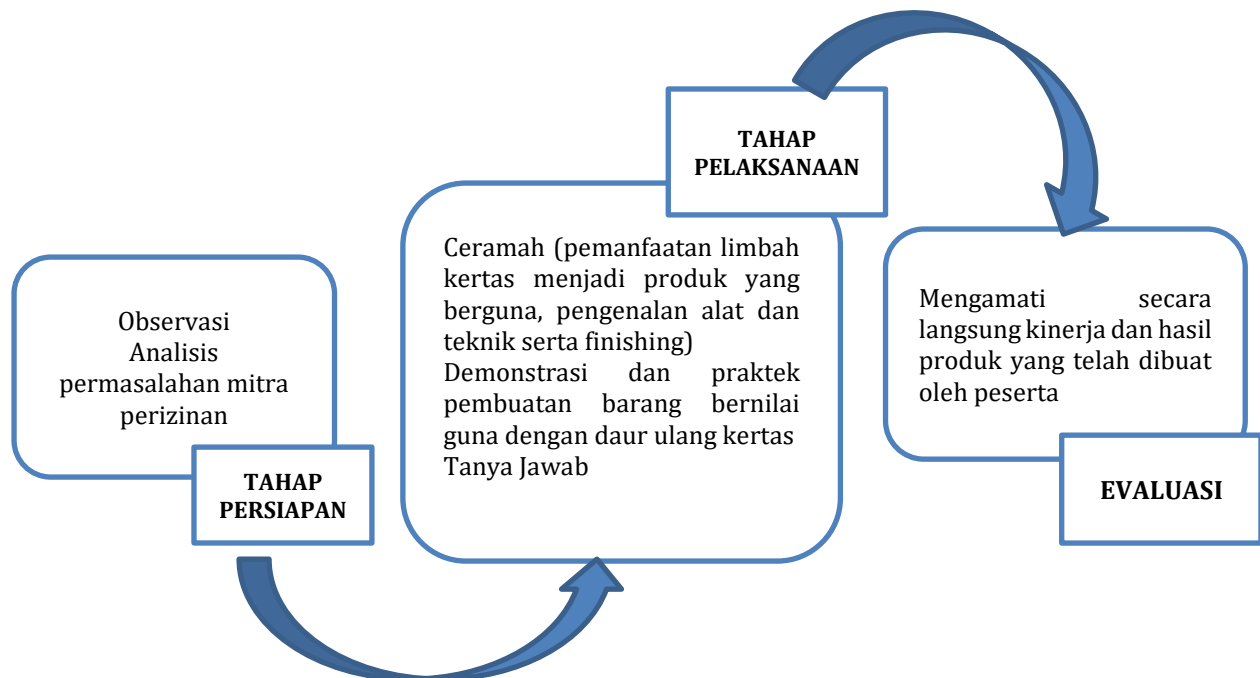 Observasi
Analisis
permasalahan mitra
perizinan
TAHAP
PERSIAPAN
TAHAP
PELAKSANAAN
Ceramah (pemanfaatan limbah
kertas menjadi produk yang
berguna, pengenalan alat dan
teknik serta finishing)
Demonstrasi dan praktek
pembuatan barang bernilai
guna dengan daur ulang kertas
Tanya Jawab
Mengamati secara
langsung kinerja dan hasil
produk yang telah dibuat
oleh peserta
EVALUASI